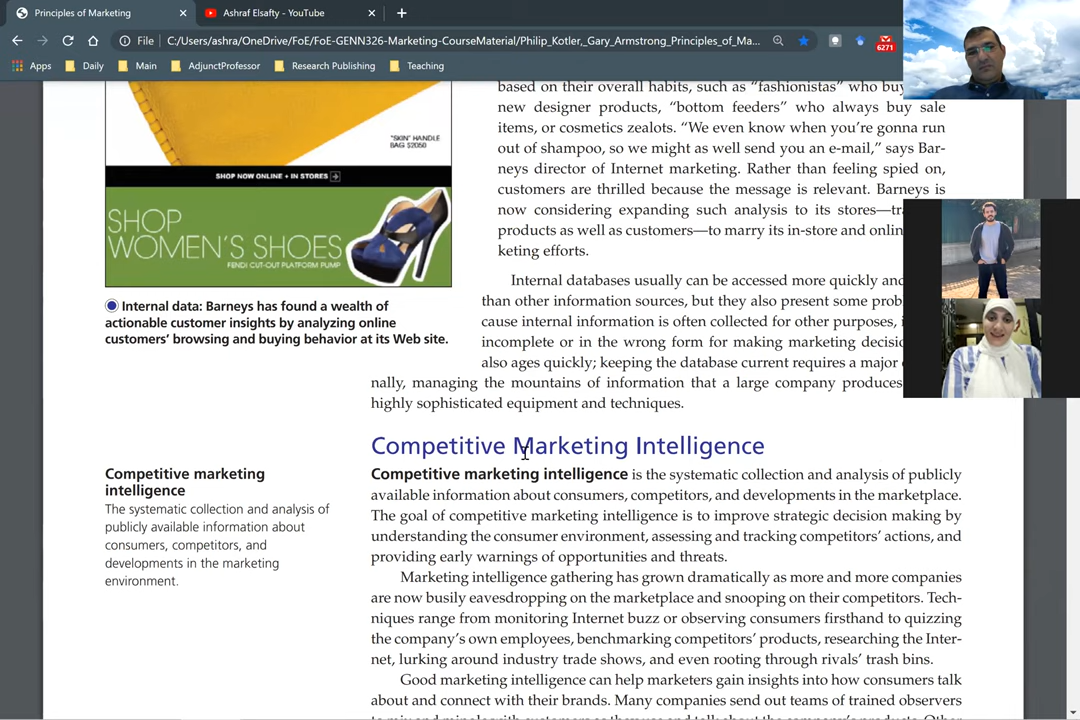 Principles of Marketing
Ashraf Elsafty - YouTube
File C:/Users/ashra/OneDrive/FoE/FoE-GENN326-Marketing-CourseMaterial/Philip_Kotler,_Gary_Armstrong_Principles_of_Ma...
6271
Apps Daily Main AdjunctProfessor Research Publishing Teaching
"SKIN" HANDLE
BAG $2050
SHOP NOW ONLINE + IN STORES
SHOP
WOMEN'S SHOES
FENDI CUT-OUT PLATFORM PUMP
Internal data: Barneys has found a wealth of
actionable customer insights by analyzing online
customers' browsing and buying behavior at its Web site.
based on their overall habits, such as “fashionistas” who buy
new designer products, “bottom feeders” who always buy sale
items, or cosmetics zealots. “We even know when you’re gonna run
out of shampoo, so we might as well send you an e-mail,” says Bar-
neys director of Internet marketing. Rather than feeling spied on,
customers are thrilled because the message is relevant. Barneys is
now considering expanding such analysis to its stores—
products as well as customers—to marry its in-store and online
keting efforts.
Internal databases usually can be accessed more quickly and
than other information sources, but they also present some
cause internal information is often collected for other purposes,
incomplete or in the wrong form for making marketing
also ages quickly; keeping the database current requires a major
nally, managing the mountains of information that a large company produces
highly sophisticated equipment and techniques.
Competitive Marketing Intelligence
Competitive marketing
intelligence
The systematic collection and analysis of
publicly available information about
consumers, competitors, and
developments in the marketing
environment.
Competitive marketing intelligence is the systematic collection and analysis of publicly
available information about consumers, competitors, and developments in the marketplace.
The goal of competitive marketing intelligence is to improve strategic decision making by
understanding the consumer environment, assessing and tracking competitors’ actions, and
providing early warnings of opportunities and threats.
Marketing intelligence gathering has grown dramatically as more and more companies
are now busily eavesdropping on the marketplace and snooping on their competitors. Tech-
niques range from monitoring Internet buzz or observing consumers firsthand to quizzing
the company’s own employees, benchmarking competitors’ products, researching the Inter-
net, lurking around industry trade shows, and even rooting through rivals’ trash bins.
Good marketing intelligence can help marketers gain insights into how consumers talk
about and connect with their brands. Many companies send out teams of trained observers